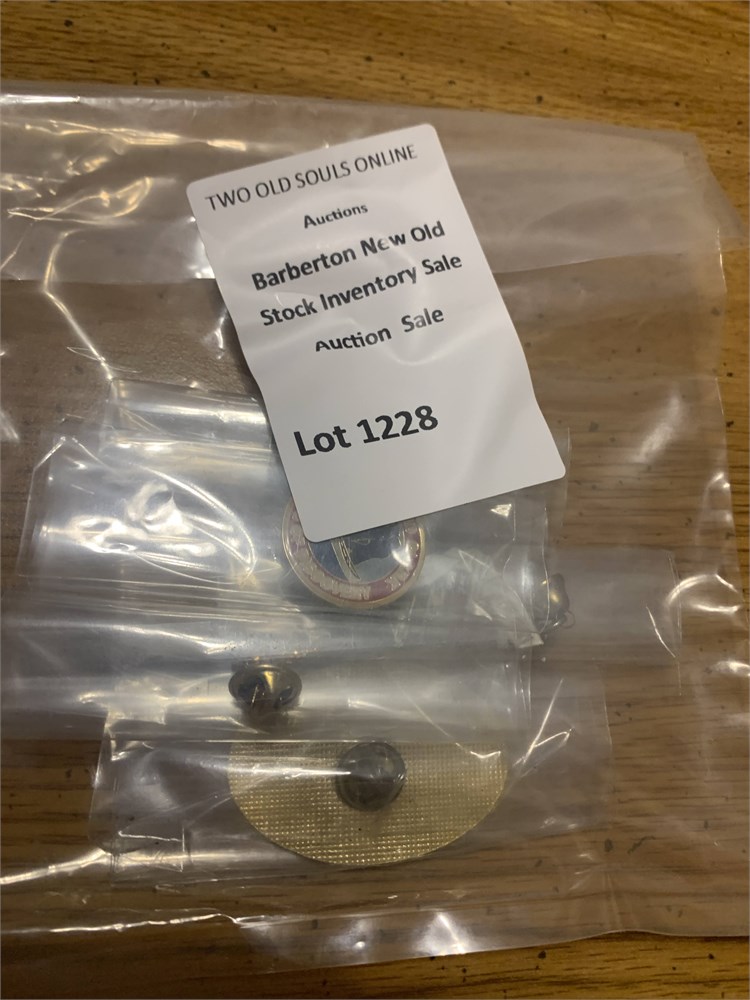 TWO OLD SOULS ONLINE
Auctions
Barberton New Old
Stock Inventory Sale
Auction Sale
Lot 1228